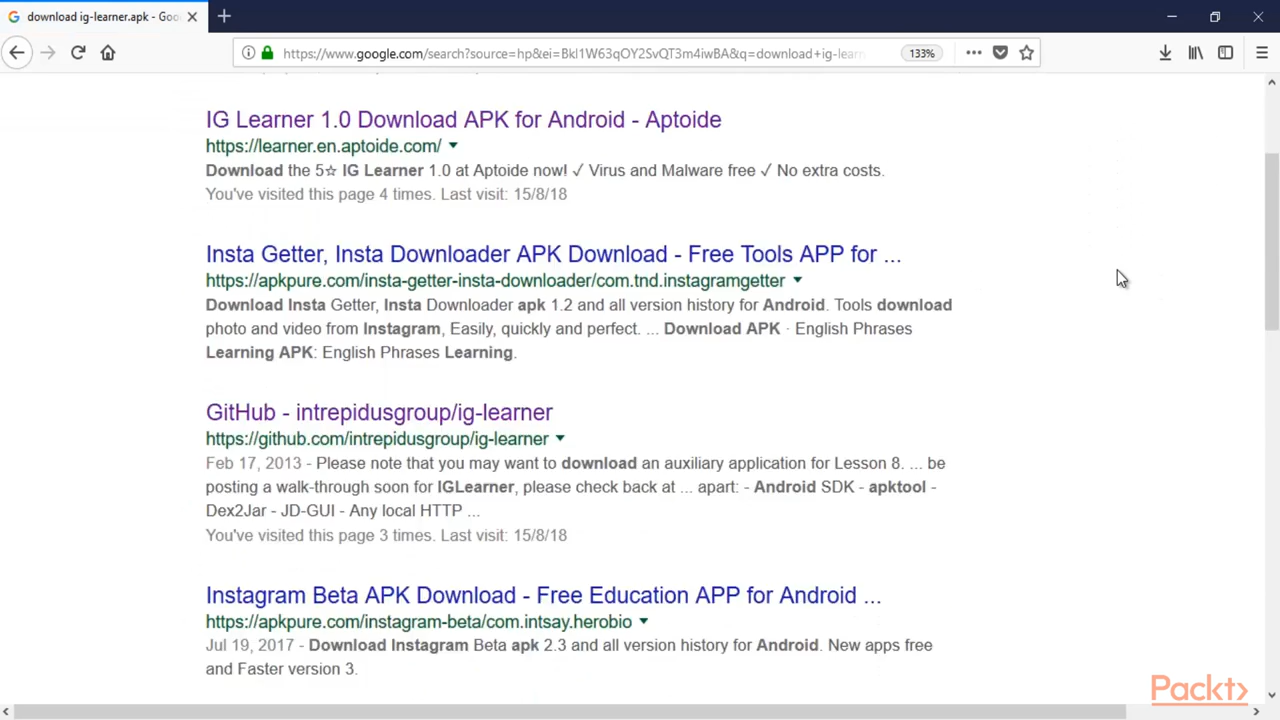 download ig-learner.apk - Goo
https://www.google.com/search?source=hp&ei=BkI1W63qOY2SvQT3m4iwBA&q=download+ig-learn
133%
IG Learner 1.0 Download APK for Android - Aptoide
https://learner.en.aptoide.com/
Download the 5☆ IG Learner 1.0 at Aptoide now! ✓ Virus and Malware free ✓ No extra costs.
You've visited this page 4 times. Last visit: 15/8/18
Insta Getter, Insta Downloader APK Download - Free Tools APP for ...
https://apkpure.com/insta-getter-insta-downloader/com.tnd.instagramgetter
Download Insta Getter, Insta Downloader apk 1.2 and all version history for Android. Tools download
photo and video from Instagram, Easily, quickly and perfect. ... Download APK · English Phrases
Learning APK: English Phrases Learning.
GitHub - intrepidusgroup/ig-learner
https://github.com/intrepidusgroup/ig-learner
Feb 17, 2013 - Please note that you may want to download an auxiliary application for Lesson 8. ... be
posting a walk-through soon for IGLearner, please check back at ... apart: - Android SDK - apktool -
Dex2Jar - JD-GUI - Any local HTTP ...
You've visited this page 3 times. Last visit: 15/8/18
Instagram Beta APK Download - Free Education APP for Android ...
https://apkpure.com/instagram-beta/com.intsay.herobio
Jul 19, 2017 - Download Instagram Beta apk 2.3 and all version history for Android. New apps free
and Faster version 3.
Packt>